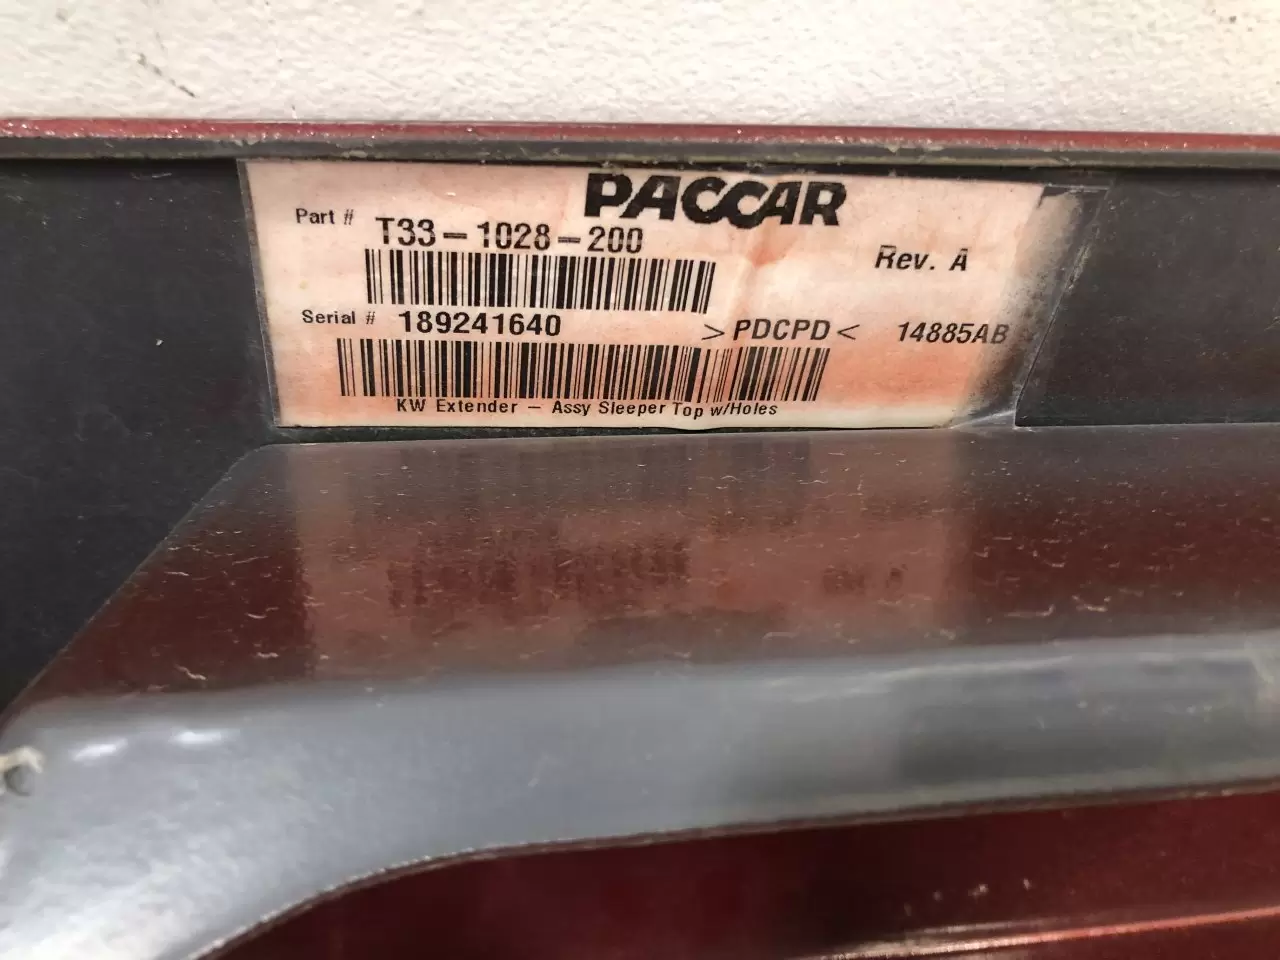 PACCAR
Part # T33-1028-200
Rev. A
Serial # 189241640 >PDCPD< 14885AB
KW Extender - Assy Sleeper Top w/Holes